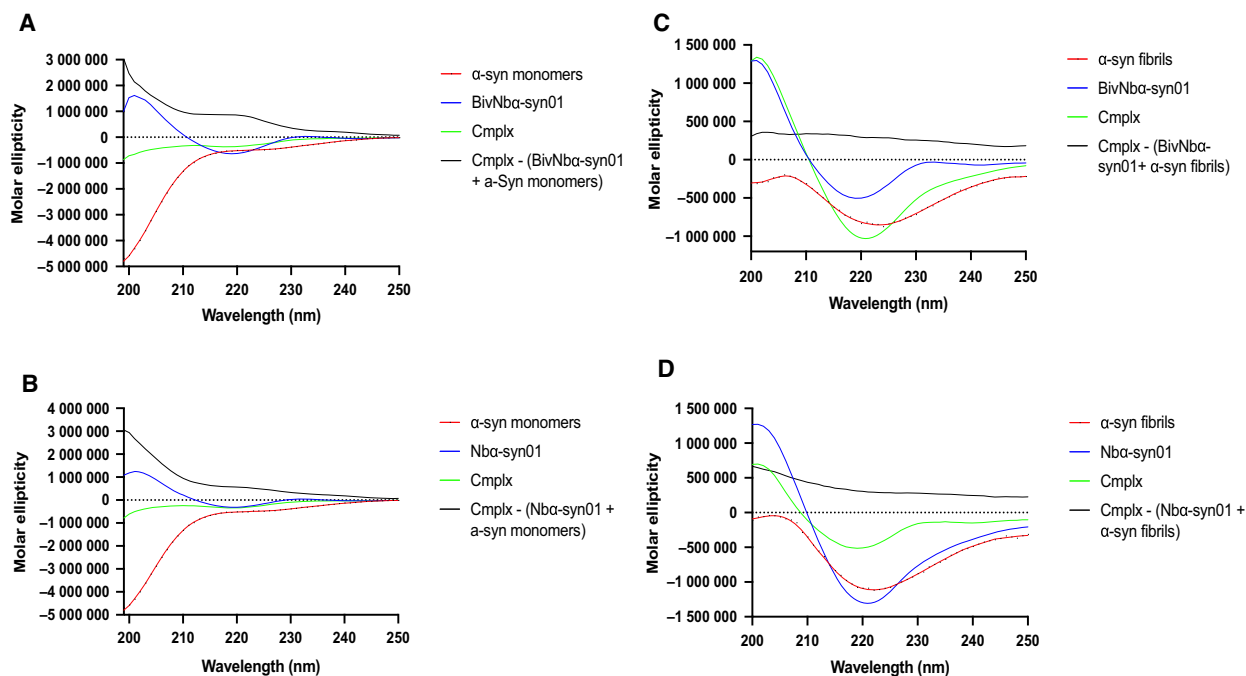 A
3 000 000
2 000 000
1 000 000
0
–1 000 000
–2 000 000
–3 000 000
–4 000 000
–5 000 000
Molar ellipticity
200 210 220 230 240 250
Wavelength (nm)
α-syn monomers
BivNbα-syn01
Cmplx
Cmplx - (BivNbα-syn01
+ a-Syn monomers)
C
1 500 000
1 000 000
500 000
0
–500 000
–1 000 000
Molar ellipticity
200 210 220 230 240 250
Wavelength (nm)
α-syn fibrils
BivNbα-syn01
Cmplx
Cmplx - (BivNbα-
syn01+ α-syn fibrils)
B
4 000 000
3 000 000
2 000 000
1 000 000
0
–1 000 000
–2 000 000
–3 000 000
–4 000 000
–5 000 000
Molar ellipticity
200 210 220 230 240 250
Wavelength (nm)
α-syn monomers
Nbα-syn01
Cmplx
Cmplx - (Nbα-syn01 +
a-syn monomers)
D
1 500 000
1 000 000
500 000
0
–500 000
–1 000 000
–1 500 000
Molar ellipticity
200 210 220 230 240 250
Wavelength (nm)
α-syn fibrils
Nbα-syn01
Cmplx
Cmplx - (Nbα-syn01 +
α-syn fibrils)